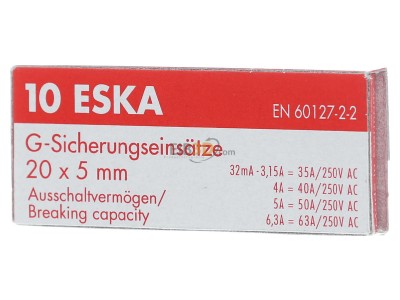 10 ESKA
EN 60127-2-2
G-Sicherungseinsätze
20 x 5 mm
Ausschaltvermögen/
Breaking capacity
32mA -3,15A = 35A/250V AC
4A = 40A/250V AC
5A = 50A/250V AC
6,3A = 63A/250V AC